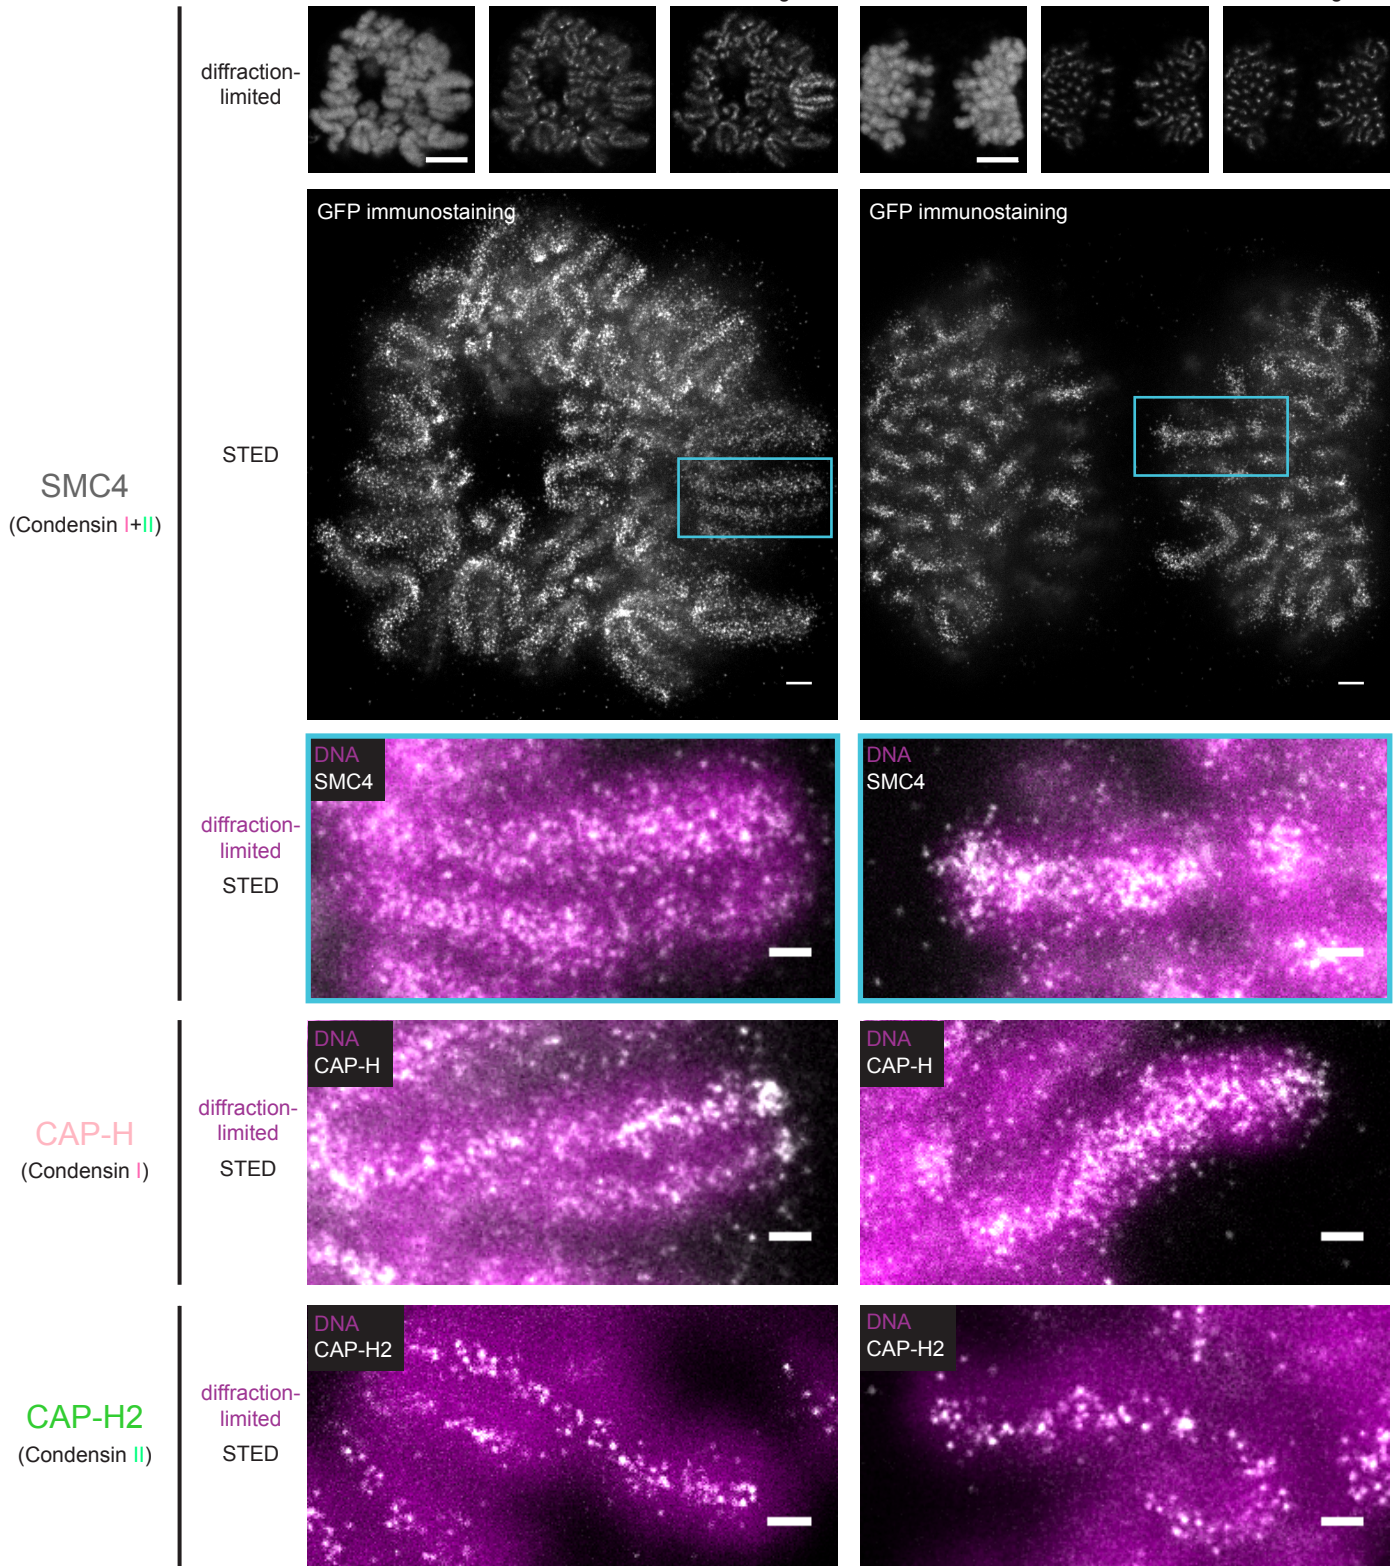 diffraction-
limited
GFP immunostaining
GFP immunostaining
STED
SMC4
(Condensin I+II)
DNA
SMC4
DNA
SMC4
diffraction-
limited
STED
DNA
CAP-H
DNA
CAP-H
CAP-H
(Condensin I)
diffraction-
limited
STED
DNA
CAP-H2
DNA
CAP-H2
CAP-H2
(Condensin II)
diffraction-
limited
STED